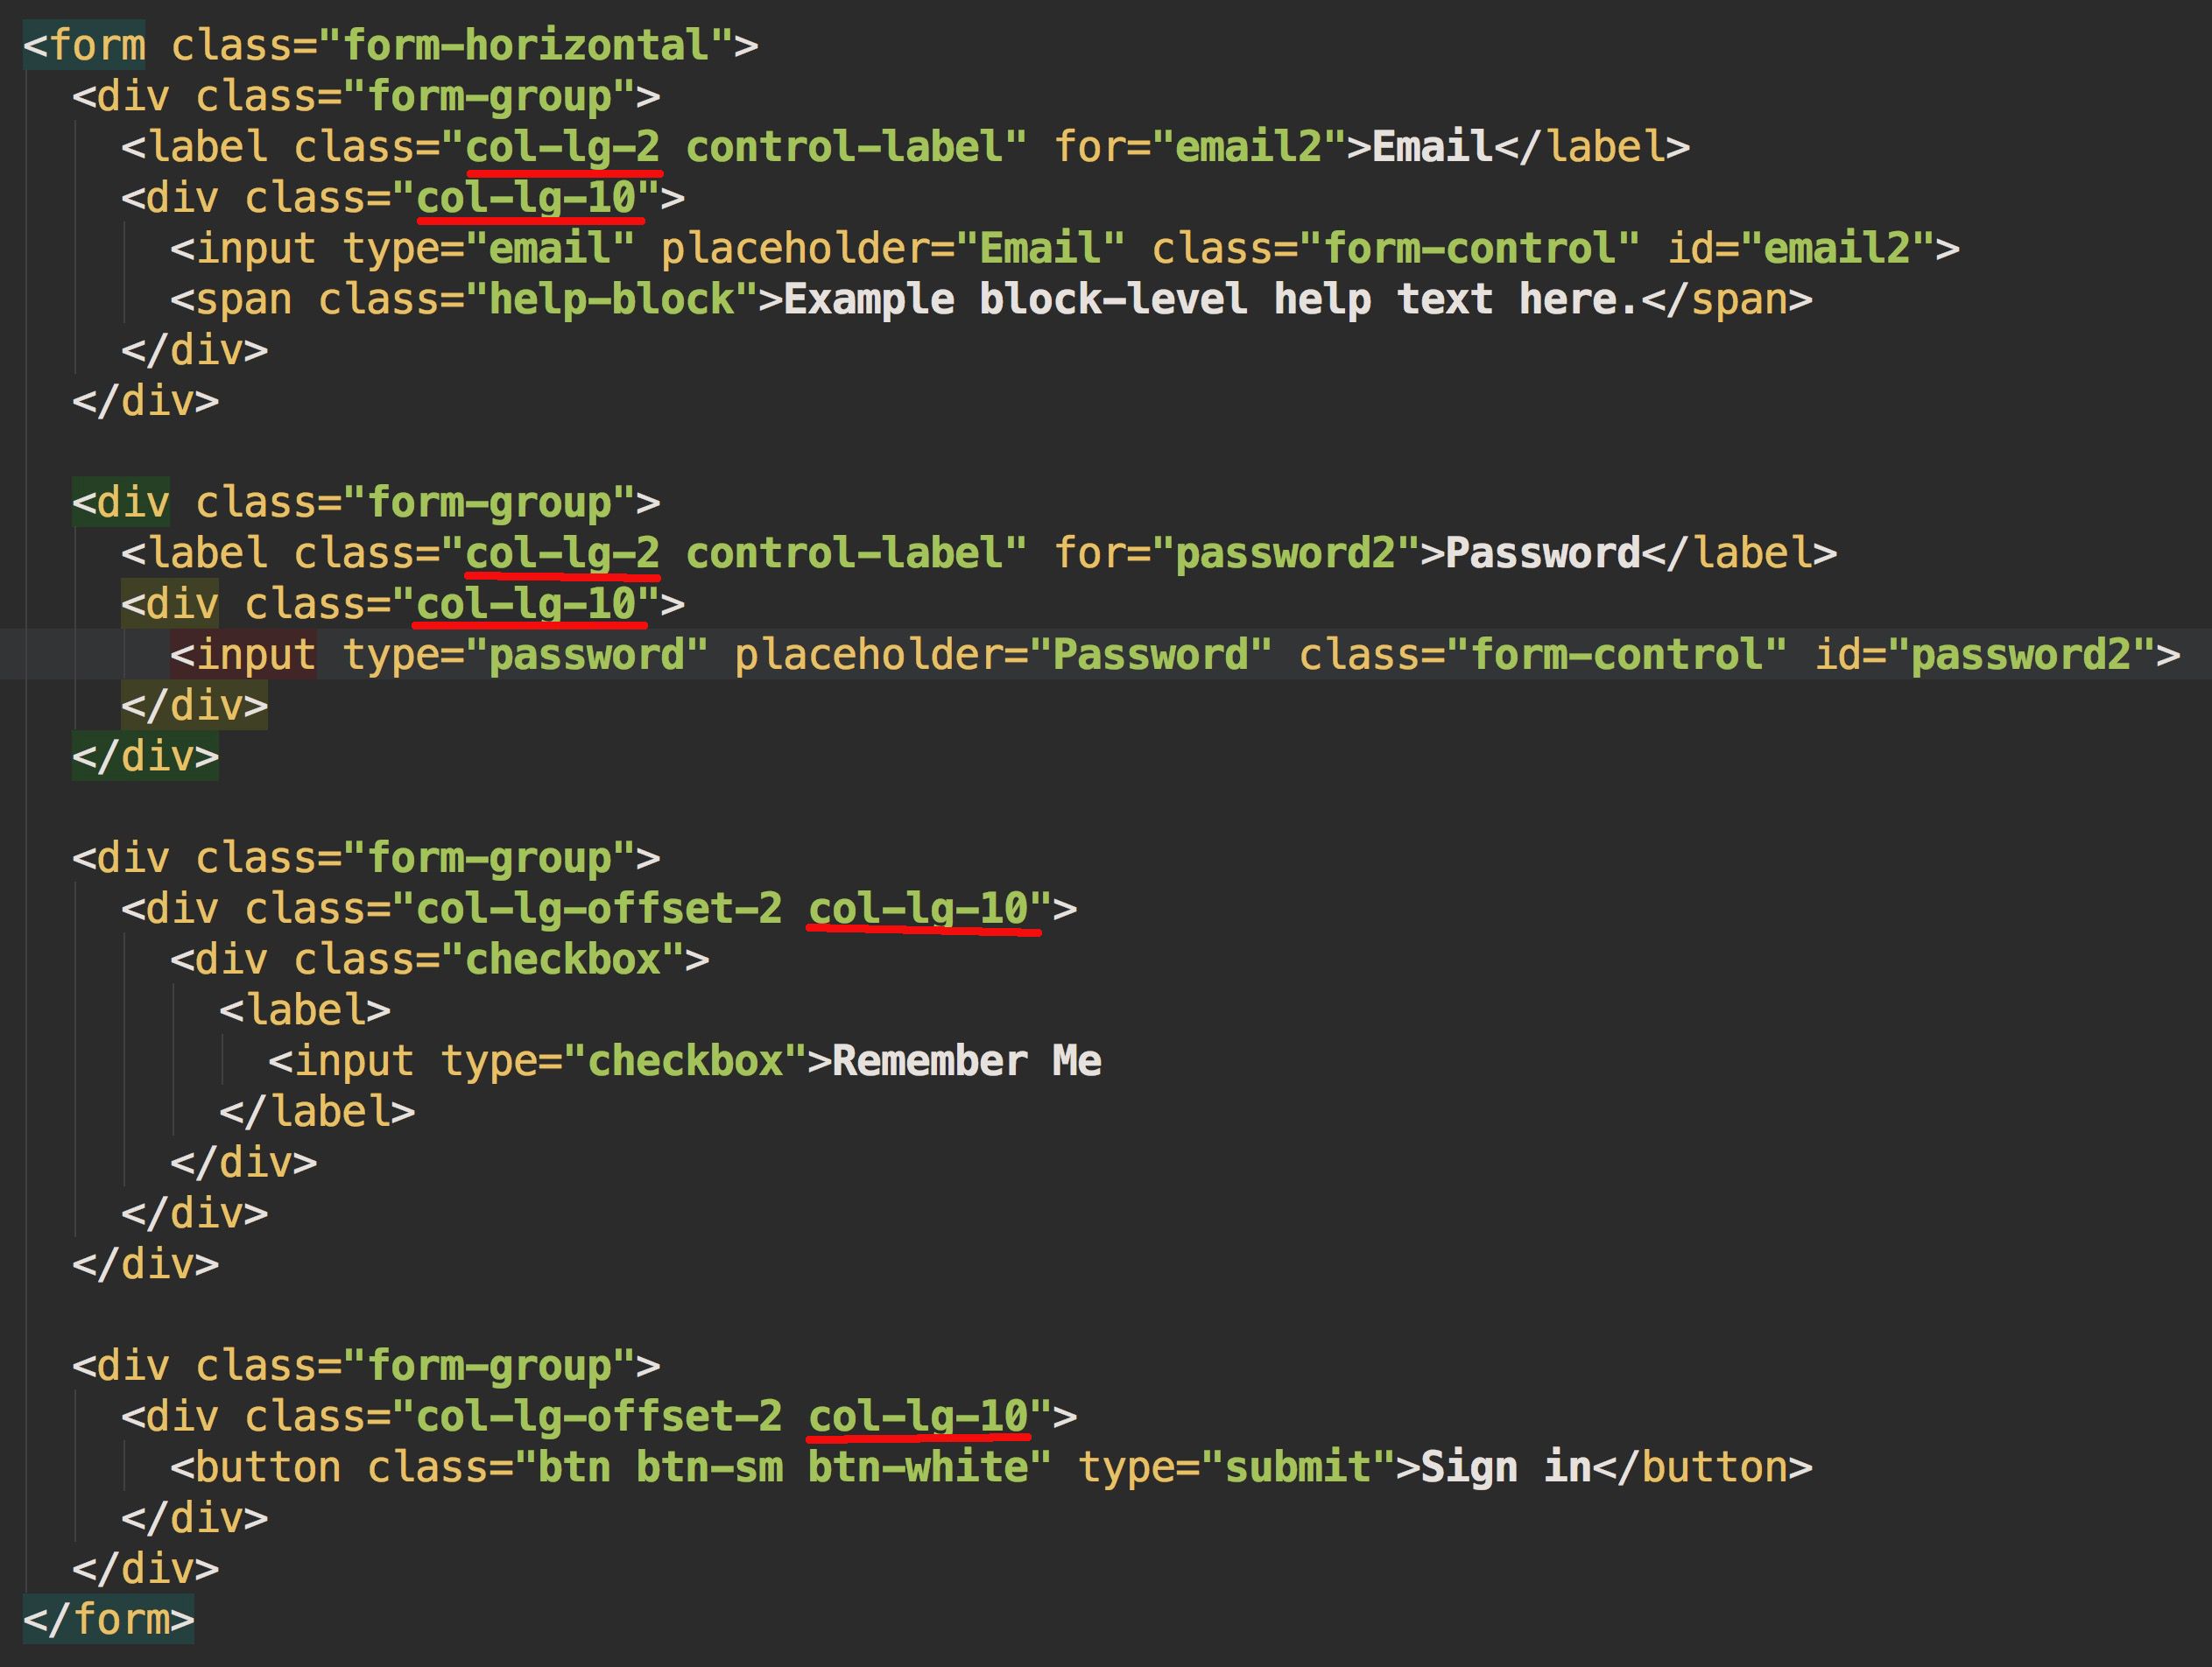 <form class="form-horizontal">
  <div class="form-group">
    <label class="col-lg-2 control-label" for="email2">Email</label>
    <div class="col-lg-10">
      <input type="email" placeholder="Email" class="form-control" id="email2">
      <span class="help-block">Example block-level help text here.</span>
    </div>
  </div>

  <div class="form-group">
    <label class="col-lg-2 control-label" for="password2">Password</label>
    <div class="col-lg-10">
      <input type="password" placeholder="Password" class="form-control" id="password2">
    </div>
  </div>

  <div class="form-group">
    <div class="col-lg-offset-2 col-lg-10">
      <div class="checkbox">
        <label>
          <input type="checkbox">Remember Me
        </label>
      </div>
    </div>
  </div>

  <div class="form-group">
    <div class="col-lg-offset-2 col-lg-10">
      <button class="btn btn-sm btn-white" type="submit">Sign in</button>
    </div>
  </div>
</form>